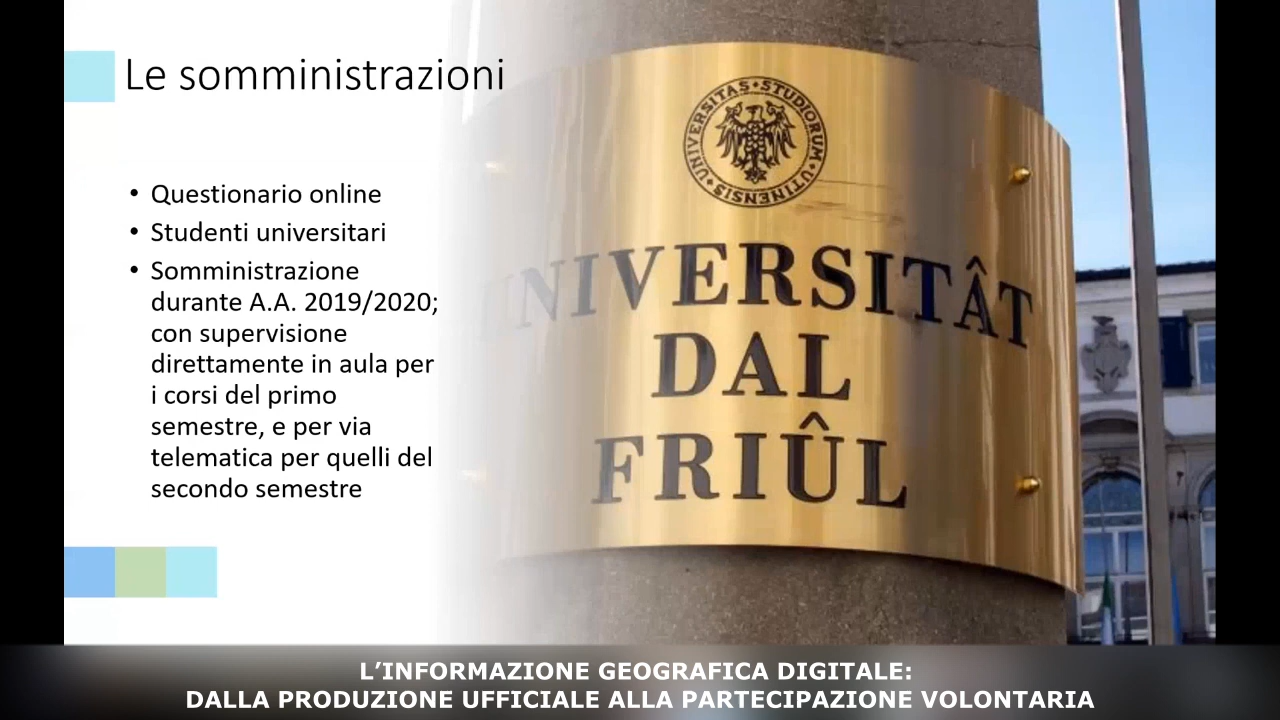 Le somministrazioni
• Questionario online
• Studenti universitari
• Somministrazione
durante A.A. 2019/2020;
con supervisione
direttamente in aula per
i corsi del primo
semestre, e per via
telematica per quelli del
secondo semestre
UNIVERSITAS STUDIORUM UTINENSIS
UNIVERSITÂT
DAL
FRIÛL
L’INFORMAZIONE GEOGRAFICA DIGITALE:
DALLA PRODUZIONE UFFICIALE ALLA PARTECIPAZIONE VOLONTARIA